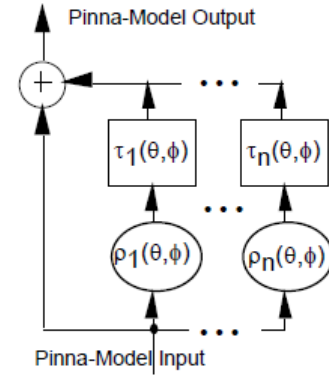 Pinna-Model Output
+
• • •
τ1(θ,ϕ) τn(θ,ϕ)
• • •
ρ1(θ,ϕ) ρn(θ,ϕ)
• • •
Pinna-Model Input